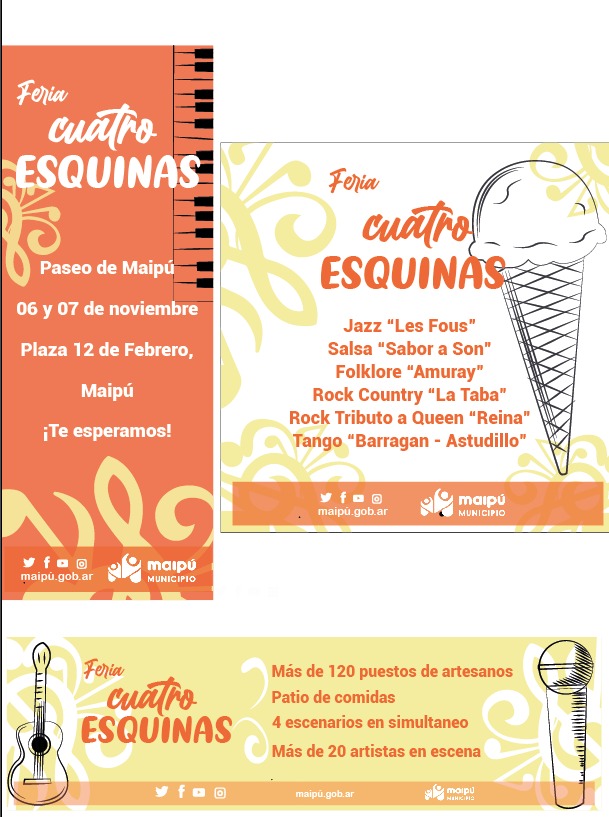 Feria
cuatro
ESQUINAS
Paseo de Maipú
06 y 07 de noviembre
Plaza 12 de Febrero,
Maipú
¡Te esperamos!
maipù.gob.ar
maipú
MUNICIPIO
Feria
cuatro
ESQUINAS
Jazz “Les Fous”
Salsa “Sabor a Son”
Folklore “Amuray”
Rock Country “La Taba”
Rock Tributo a Queen “Reina”
Tango “Barragan - Astudillo”
maipú.gob.ar
maipú
MUNICIPIO
Feria
cuatro
ESQUINAS
Más de 120 puestos de artesanos
Patio de comidas
4 escenarios en simultaneo
Más de 20 artistas en escena
maipù.gob.ar
maipú
MUNICIPIO